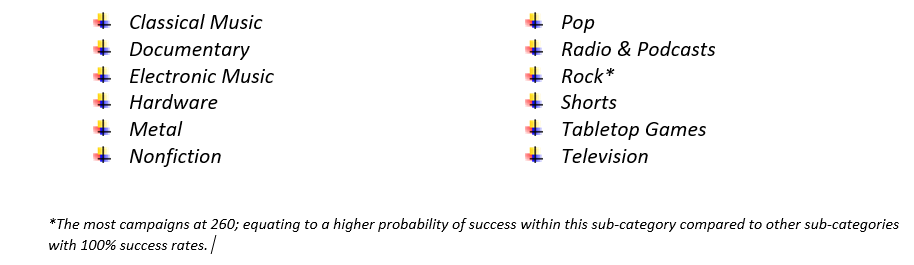 Classical Music
Documentary
Electronic Music
Hardware
Metal
Nonfiction
Pop
Radio & Podcasts
Rock*
Shorts
Tabletop Games
Television
*The most campaigns at 260; equating to a higher probability of success within this sub-category compared to other sub-categories
with 100% success rates.